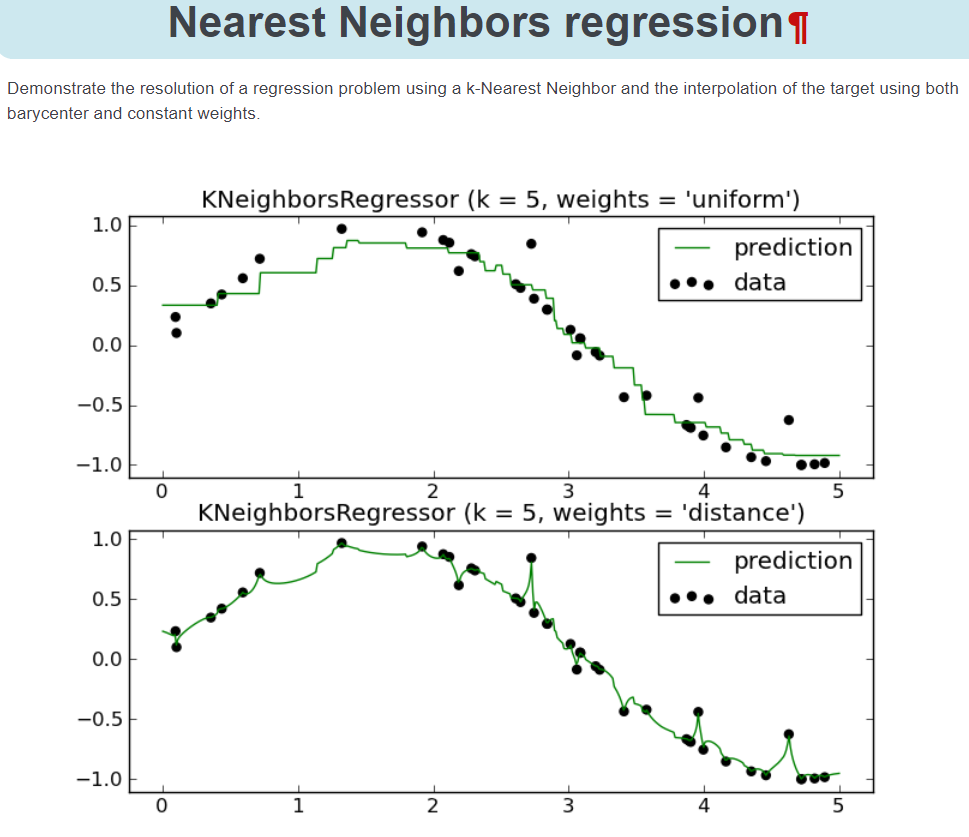 Nearest Neighbors regression¶
Demonstrate the resolution of a regression problem using a k-Nearest Neighbor and the interpolation of the target using both
barycenter and constant weights.
KNeighborsRegressor (k = 5, weights = 'uniform')
1.0
0.5
0.0
−0.5
−1.0
prediction
data
0 1 2 3 4 5
KNeighborsRegressor (k = 5, weights = 'distance')
1.0
0.5
0.0
−0.5
−1.0
prediction
data
0 1 2 3 4 5